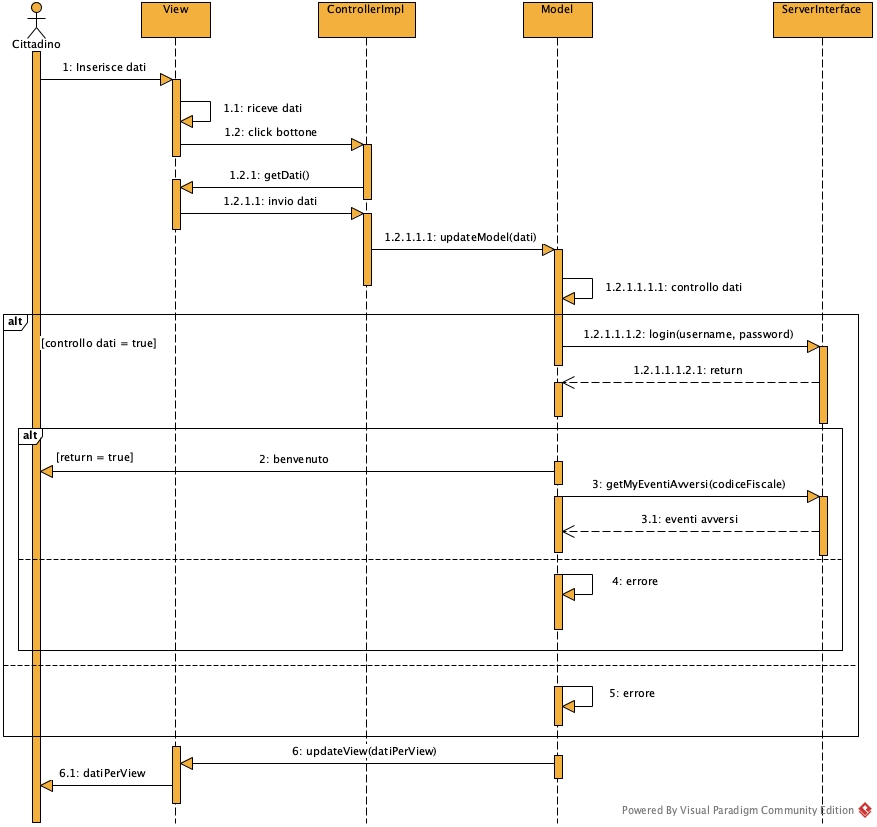 View ControllerImpl Model ServerInterface
Cittadino
1: Inserisce dati
1.1: riceve dati
1.2: click bottone
1.2.1: getDati()
1.2.1.1: invio dati
1.2.1.1.1: updateModel(dati)
1.2.1.1.1.1: controllo dati
alt
1.2.1.1.1.2: login(username, password)
[controllo dati = true]
1.2.1.1.1.2.1: return
alt
[return = true]
2: benvenuto
3: getMyEventiAvversi(codiceFiscale)
3.1: eventi avversi
4: errore
5: errore
6: updateView(datiPerView)
6.1: datiPerView
Powered By Visual Paradigm Community Edition